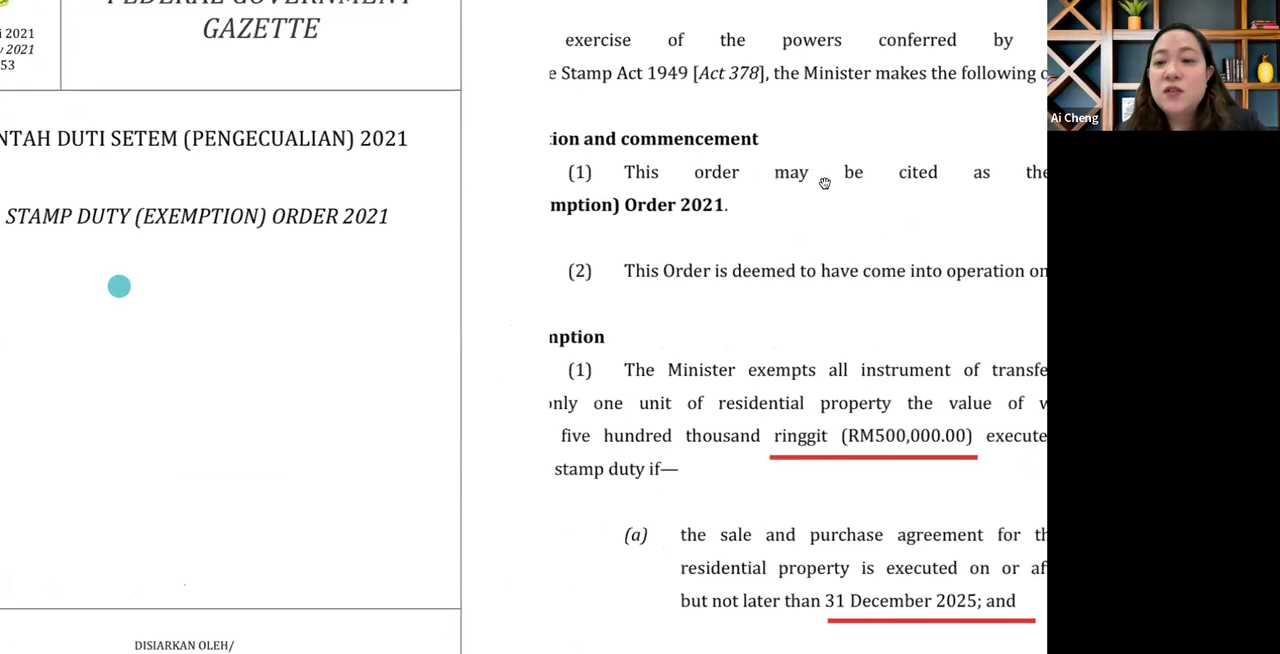 FEDERAL GOVERNMENT
GAZETTE
i 2021
y 2021
53
NTAH DUTI SETEM (PENGECUALIAN) 2021
STAMP DUTY (EXEMPTION) ORDER 2021
DISIARKAN OLEH/
exercise of the powers conferred by
e Stamp Act 1949 [Act 378], the Minister makes the following o
tion and commencement
(1) This order may be cited as the
mption) Order 2021.
(2) This Order is deemed to have come into operation on
mption
(1) The Minister exempts all instrument of transfe
only one unit of residential property the value of w
five hundred thousand ringgit (RM500,000.00) execute
stamp duty if—
(a) the sale and purchase agreement for th
residential property is executed on or af
but not later than 31 December 2025; and
Ai Cheng